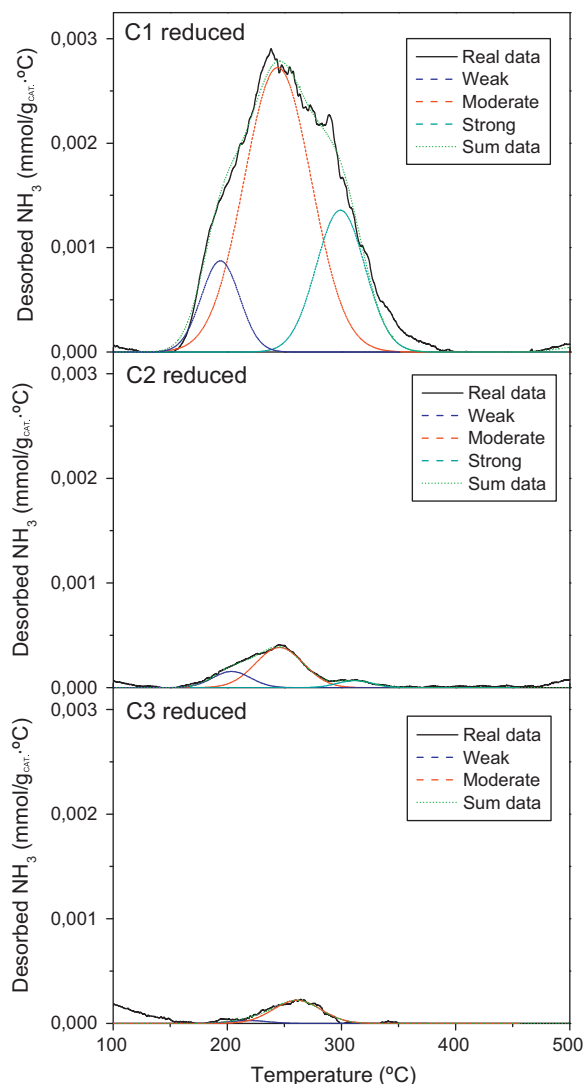 C1 reduced
Real data
Weak
Moderate
Strong
Sum data
0,003
0,002
0,001
0,000
Desorbed NH3 (mmol/gCAT.·ºC)
C2 reduced
Real data
Weak
Moderate
Strong
Sum data
0,003
0,002
0,001
0,000
Desorbed NH3 (mmol/gCAT.·ºC)
C3 reduced
Real data
Weak
Moderate
Sum data
0,003
0,002
0,001
0,000
Desorbed NH3 (mmol/gCAT.·ºC)
100 200 300 400 500
Temperature (ºC)